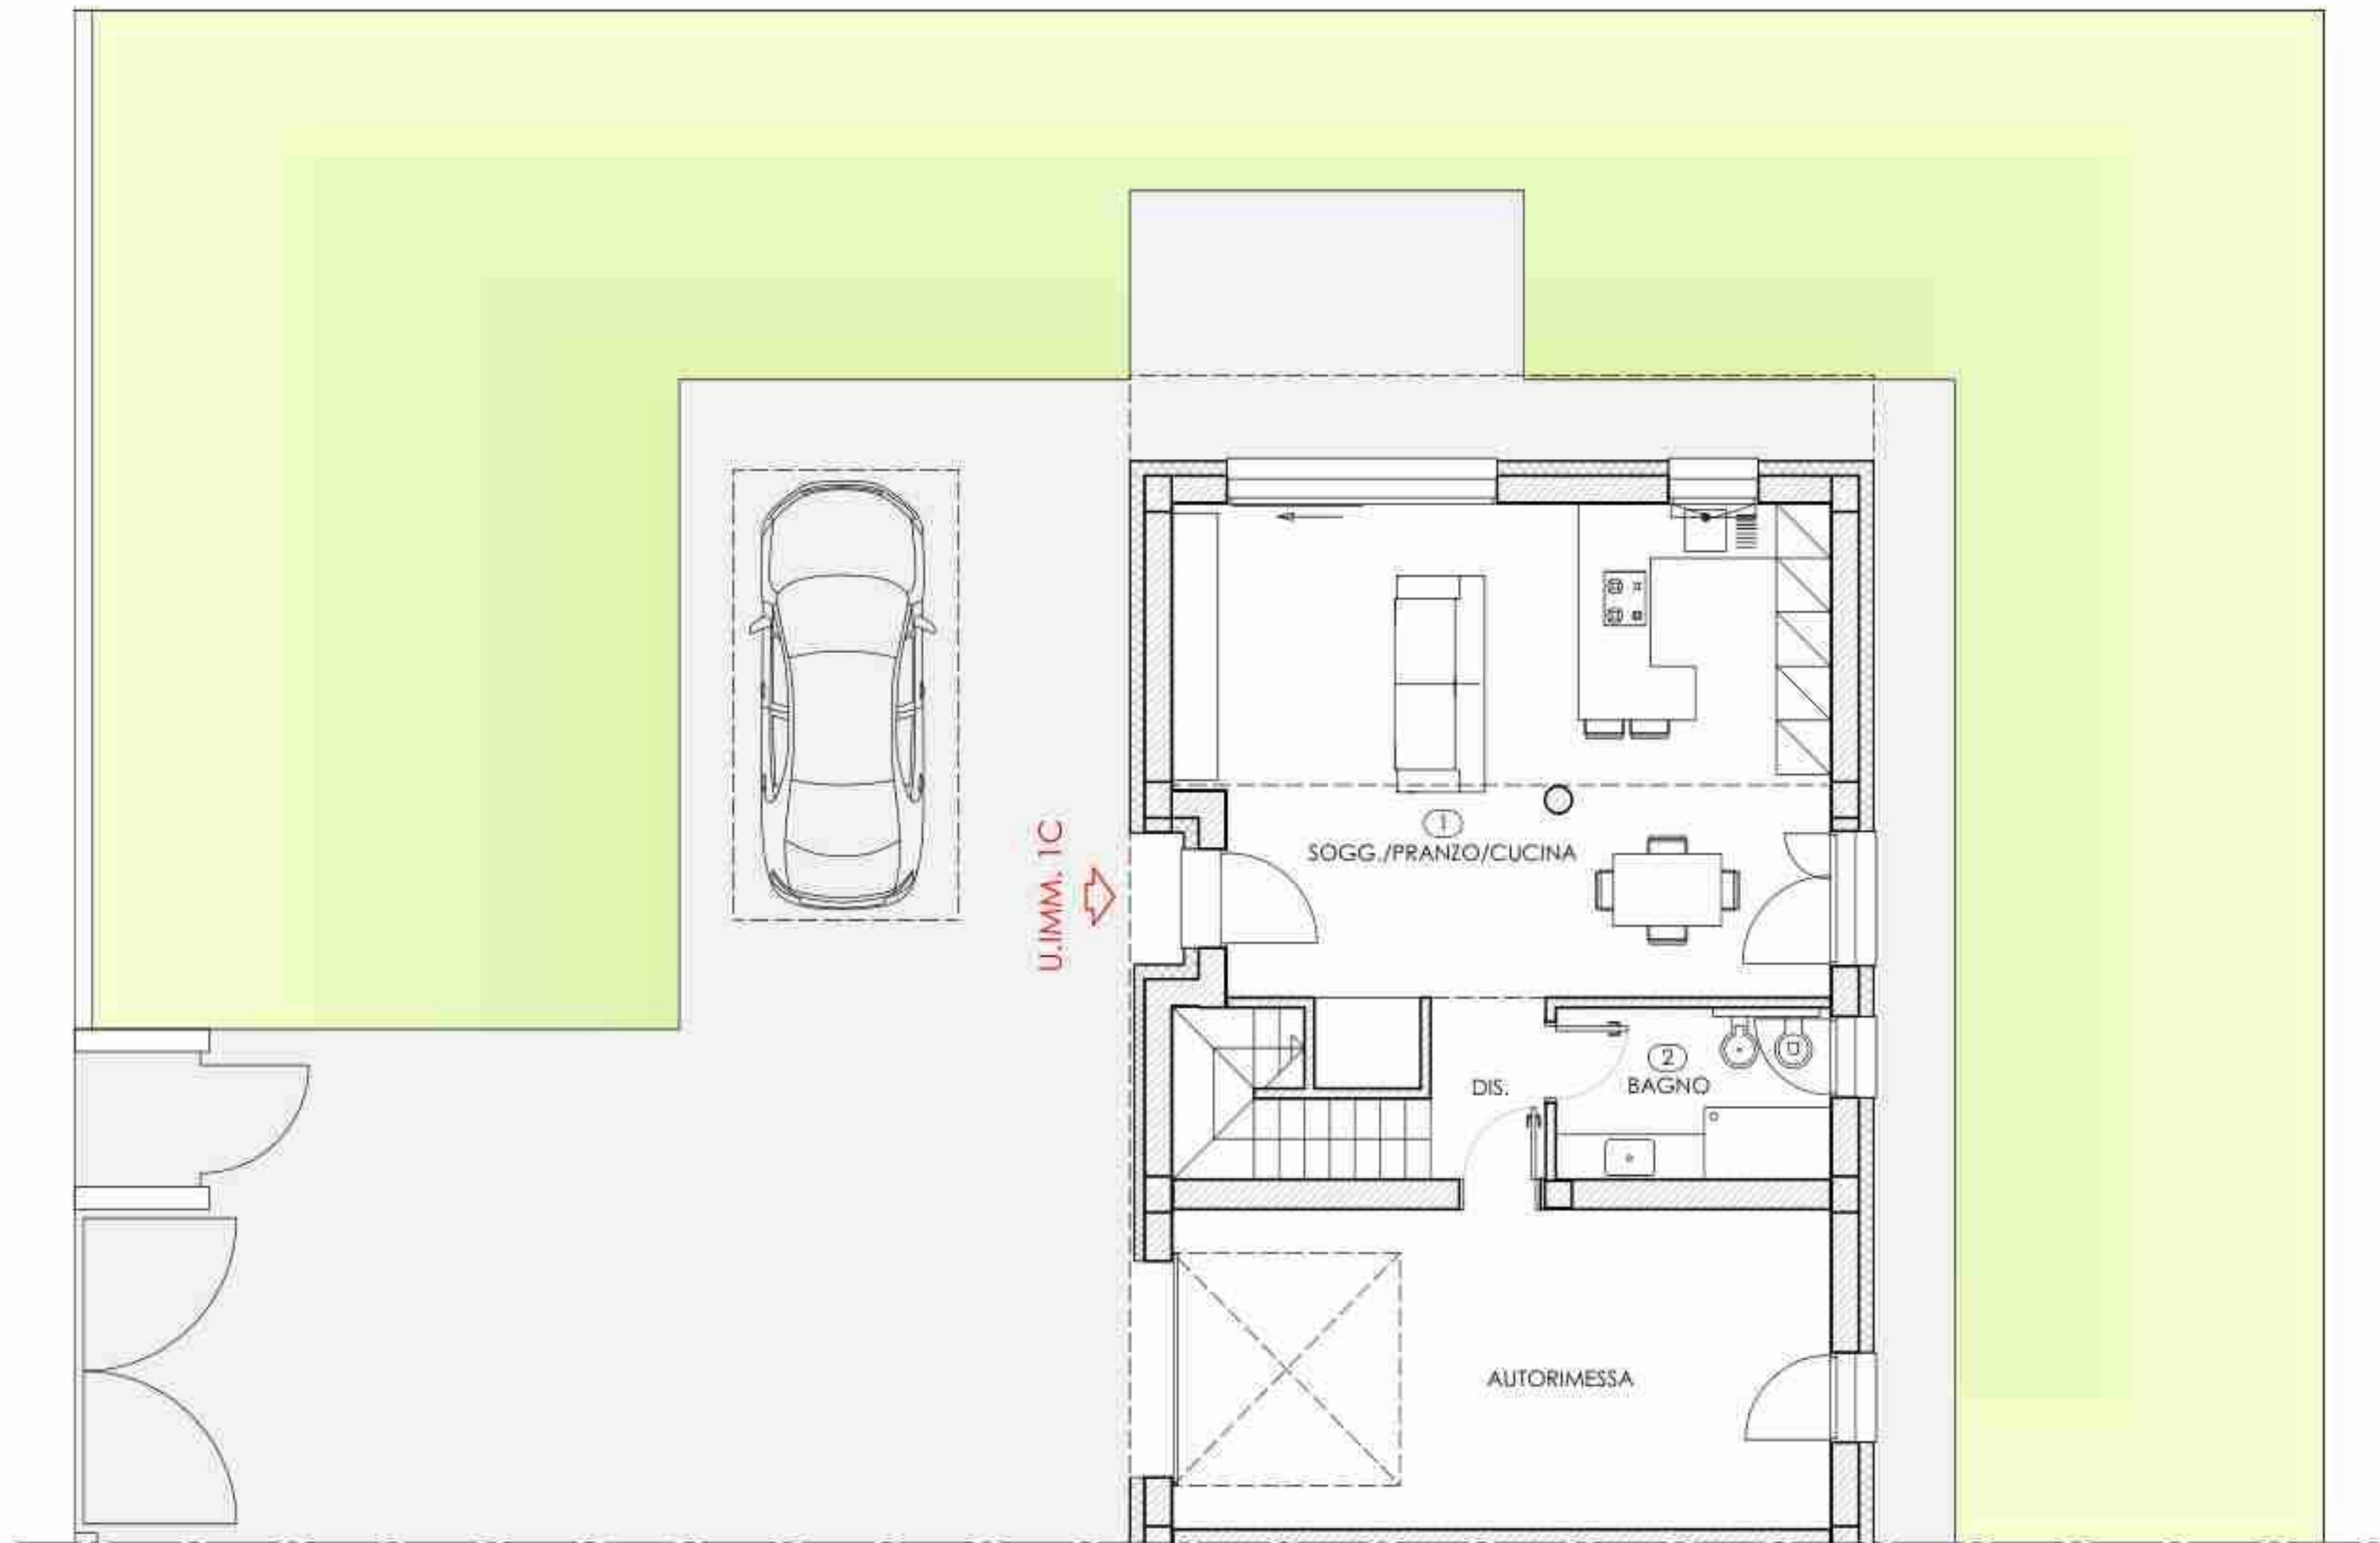 U.IMM. 1C
1
SOGG./PRANZO/CUCINA
DIS.
2
BAGNO
AUTORIMESSA